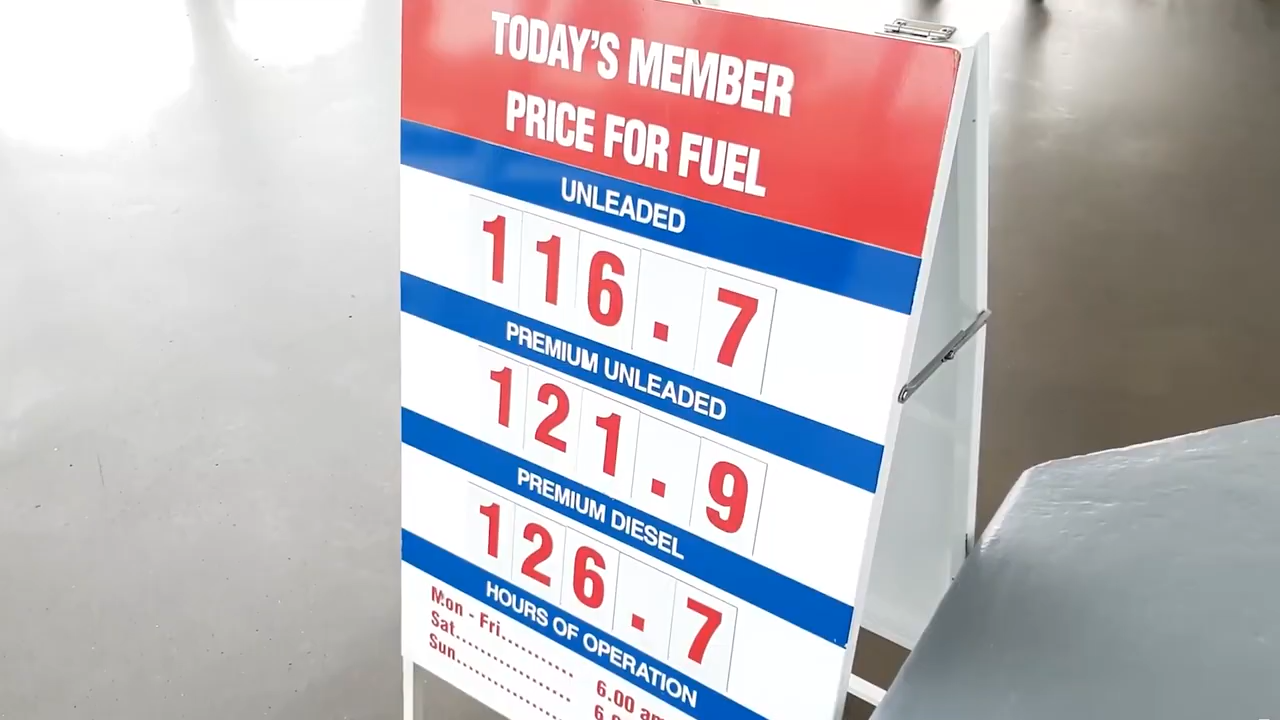 TODAY'S MEMBER
PRICE FOR FUEL
UNLEADED
116.7
PREMIUM UNLEADED
121.9
PREMIUM DIESEL
126.7
HOURS OF OPERATION
Mon - Fri............ 6.00 am
Sat..................
Sun..................